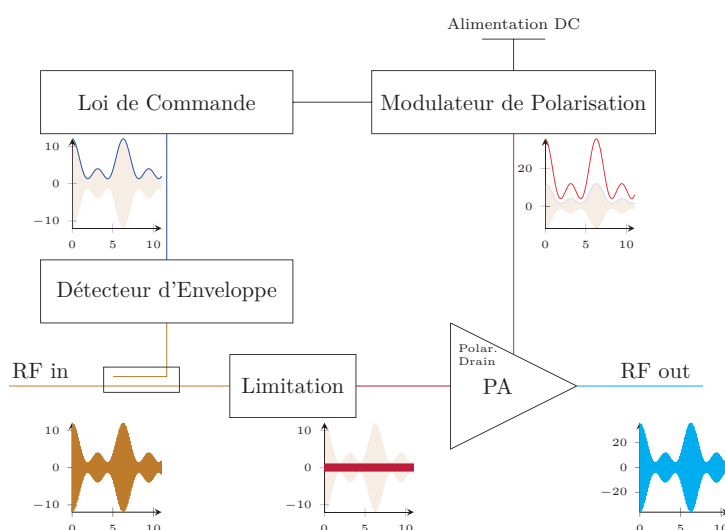 Alimentation DC
Loi de Commande
Modulateur de Polarisation
10
0
−10
0
5
10
20
0
0
5
10
Détecteur d'Enveloppe
RF in
Limitation
Polar.
Drain
PA
RF out
10
0
−10
0
5
10
10
0
−10
0
5
10
20
0
−20
0
5
10